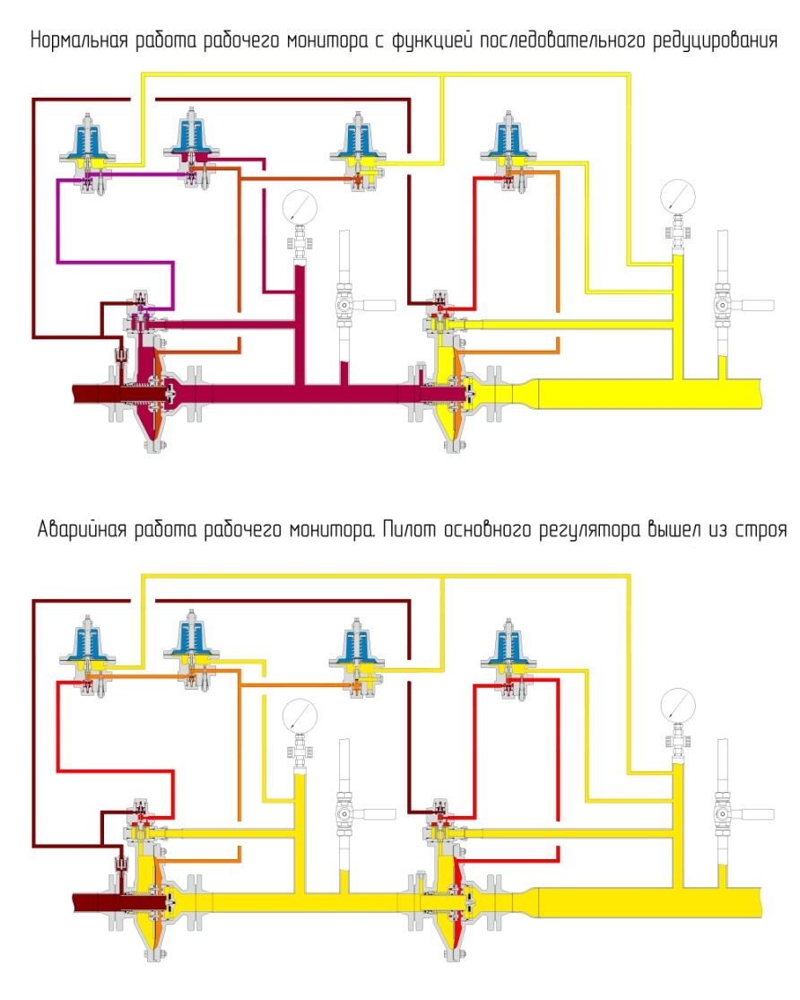 Нормальная работа рабочего монитора с функцией последовательного редуцирования
Аварийная работа рабочего монитора. Пилот основного регулятора вышел из строя